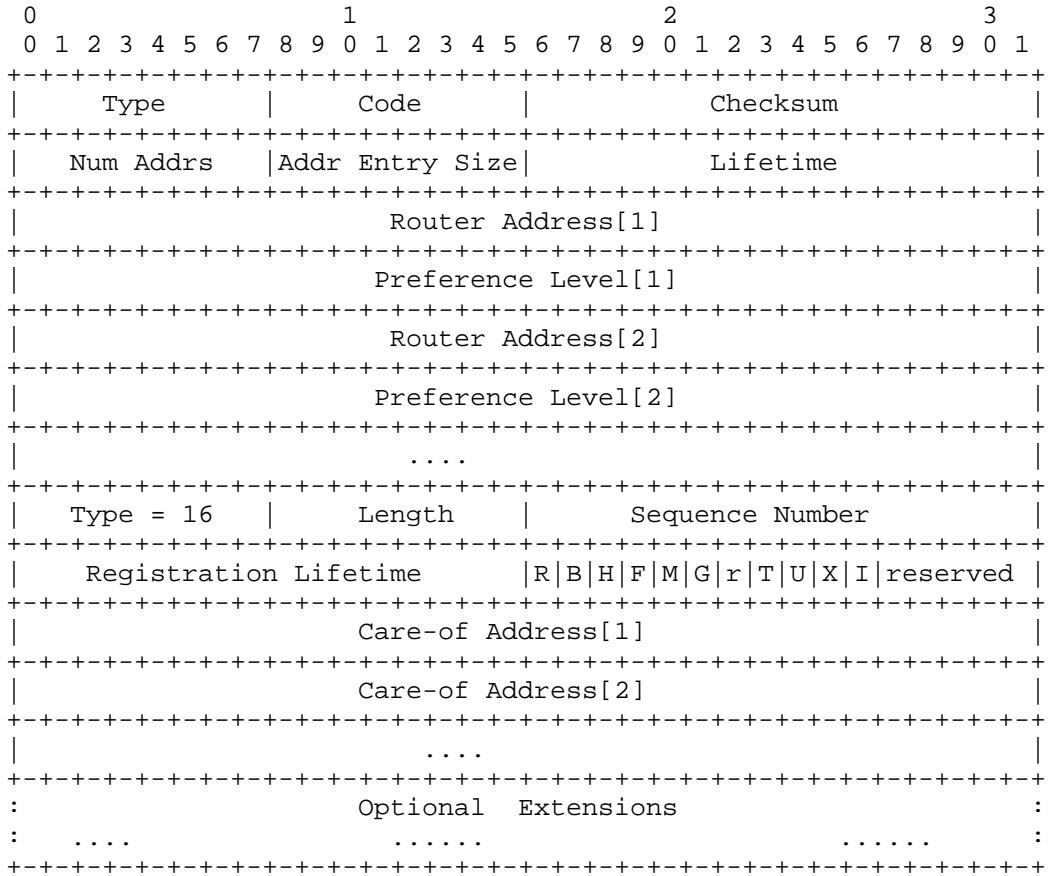 0                   1                   2                   3
 0 1 2 3 4 5 6 7 8 9 0 1 2 3 4 5 6 7 8 9 0 1 2 3 4 5 6 7 8 9 0 1
+-+-+-+-+-+-+-+-+-+-+-+-+-+-+-+-+-+-+-+-+-+-+-+-+-+-+-+-+-+-+-+-+
|     Type      |     Code      |           Checksum            |
+-+-+-+-+-+-+-+-+-+-+-+-+-+-+-+-+-+-+-+-+-+-+-+-+-+-+-+-+-+-+-+-+
|   Num Addrs   |Addr Entry Size|           Lifetime            |
+-+-+-+-+-+-+-+-+-+-+-+-+-+-+-+-+-+-+-+-+-+-+-+-+-+-+-+-+-+-+-+-+
|                       Router Address[1]                       |
+-+-+-+-+-+-+-+-+-+-+-+-+-+-+-+-+-+-+-+-+-+-+-+-+-+-+-+-+-+-+-+-+
|                      Preference Level[1]                      |
+-+-+-+-+-+-+-+-+-+-+-+-+-+-+-+-+-+-+-+-+-+-+-+-+-+-+-+-+-+-+-+-+
|                       Router Address[2]                       |
+-+-+-+-+-+-+-+-+-+-+-+-+-+-+-+-+-+-+-+-+-+-+-+-+-+-+-+-+-+-+-+-+
|                      Preference Level[2]                      |
+-+-+-+-+-+-+-+-+-+-+-+-+-+-+-+-+-+-+-+-+-+-+-+-+-+-+-+-+-+-+-+-+
|                        ....                                   |
+-+-+-+-+-+-+-+-+-+-+-+-+-+-+-+-+-+-+-+-+-+-+-+-+-+-+-+-+-+-+-+-+
|   Type = 16   |     Length    |      Sequence Number          |
+-+-+-+-+-+-+-+-+-+-+-+-+-+-+-+-+-+-+-+-+-+-+-+-+-+-+-+-+-+-+-+-+
|    Registration Lifetime      |R|B|H|F|M|G|r|T|U|X|I|reserved |
+-+-+-+-+-+-+-+-+-+-+-+-+-+-+-+-+-+-+-+-+-+-+-+-+-+-+-+-+-+-+-+-+
|                     Care-of Address[1]                        |
+-+-+-+-+-+-+-+-+-+-+-+-+-+-+-+-+-+-+-+-+-+-+-+-+-+-+-+-+-+-+-+-+
|                     Care-of Address[2]                        |
+-+-+-+-+-+-+-+-+-+-+-+-+-+-+-+-+-+-+-+-+-+-+-+-+-+-+-+-+-+-+-+-+
|                         ....                                  |
+-+-+-+-+-+-+-+-+-+-+-+-+-+-+-+-+-+-+-+-+-+-+-+-+-+-+-+-+-+-+-+-+
:                     Optional  Extensions                      :
:   ....                ......                      ......      :
+-+-+-+-+-+-+-+-+-+-+-+-+-+-+-+-+-+-+-+-+-+-+-+-+-+-+-+-+-+-+-+-+